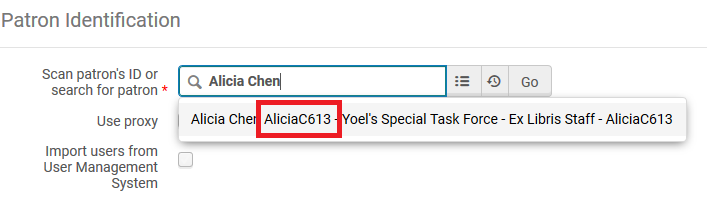 Patron Identification
Scan patron's ID or
search for patron *
Alicia Chen
Go
Alicia Chen AliciaC613 - Yoel's Special Task Force - Ex Libris Staff - AliciaC613
Use proxy
Import users from
User Management
System